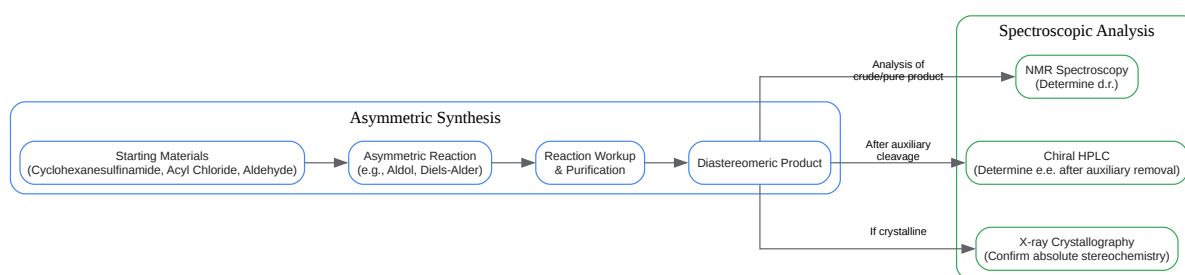 Asymmetric Synthesis
Starting Materials
(Cyclohexanesulfinamide, Acyl Chloride, Aldehyde)
Asymmetric Reaction
(e.g., Aldol, Diels-Alder)
Reaction Workup
& Purification
Diastereomeric Product
Analysis of
crude/pure product
After auxiliary
cleavage
If crystalline
Spectroscopic Analysis
NMR Spectroscopy
(Determine d.r.)
Chiral HPLC
(Determine e.e. after auxiliary removal)
X-ray Crystallography
(Confirm absolute stereochemistry)